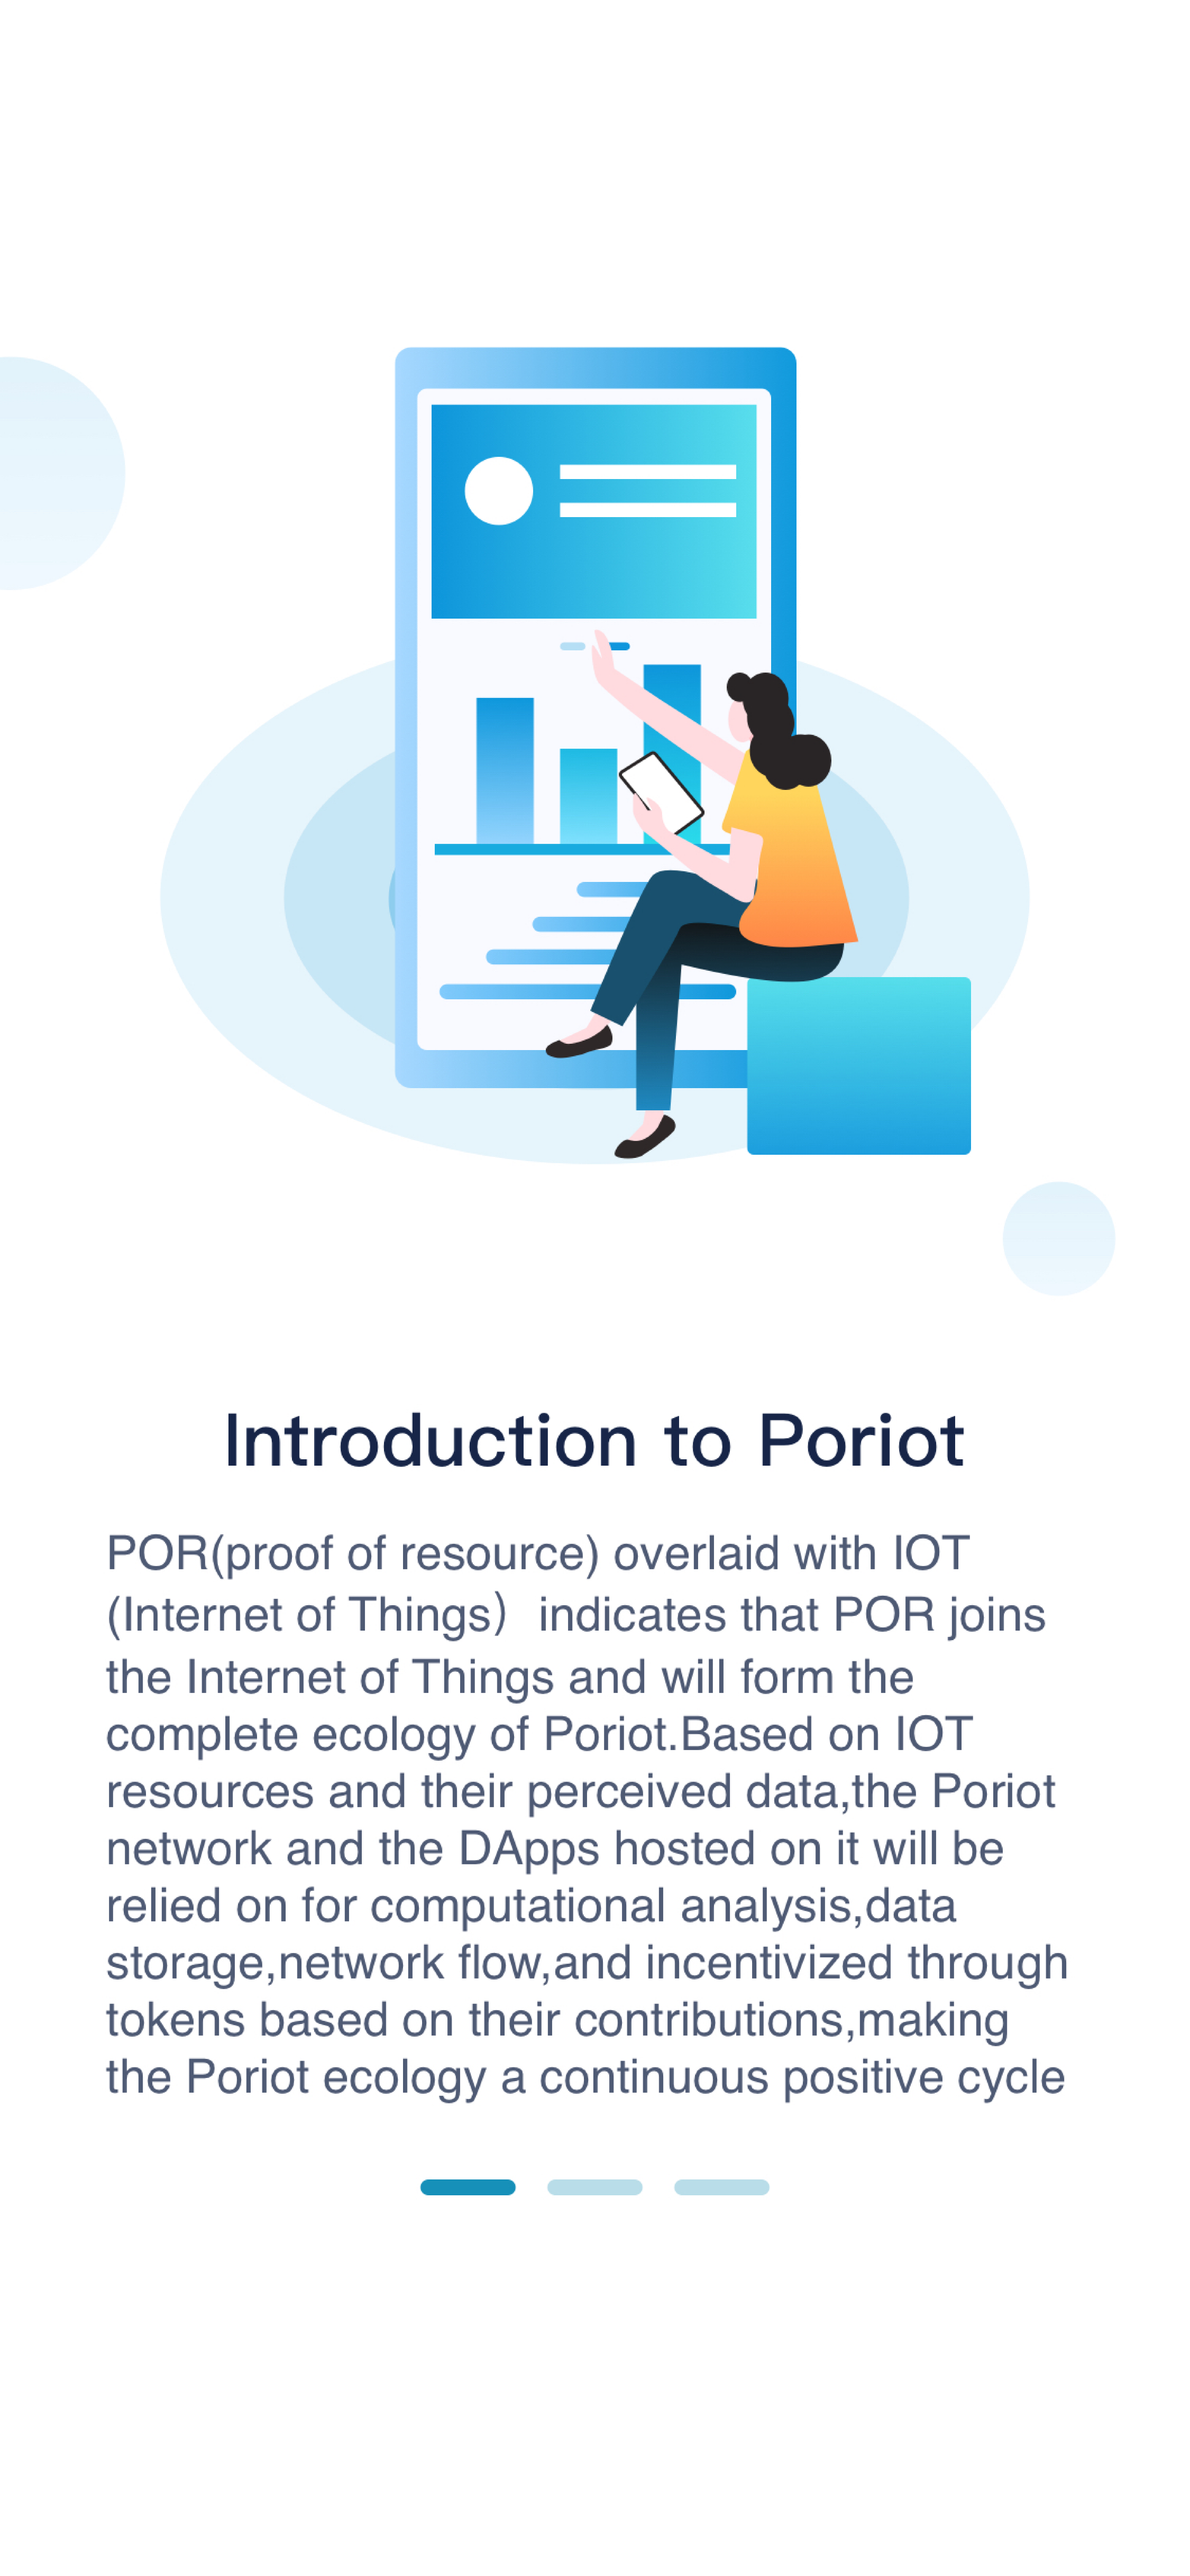 Introduction to Poriot
POR(proof of resource) overlaid with IOT
(Internet of Things） indicates that POR joins
the Internet of Things and will form the
complete ecology of Poriot.Based on IOT
resources and their perceived data,the Poriot
network and the DApps hosted on it will be
relied on for computational analysis,data
storage,network flow,and incentivized through
tokens based on their contributions,making
the Poriot ecology a continuous positive cycle